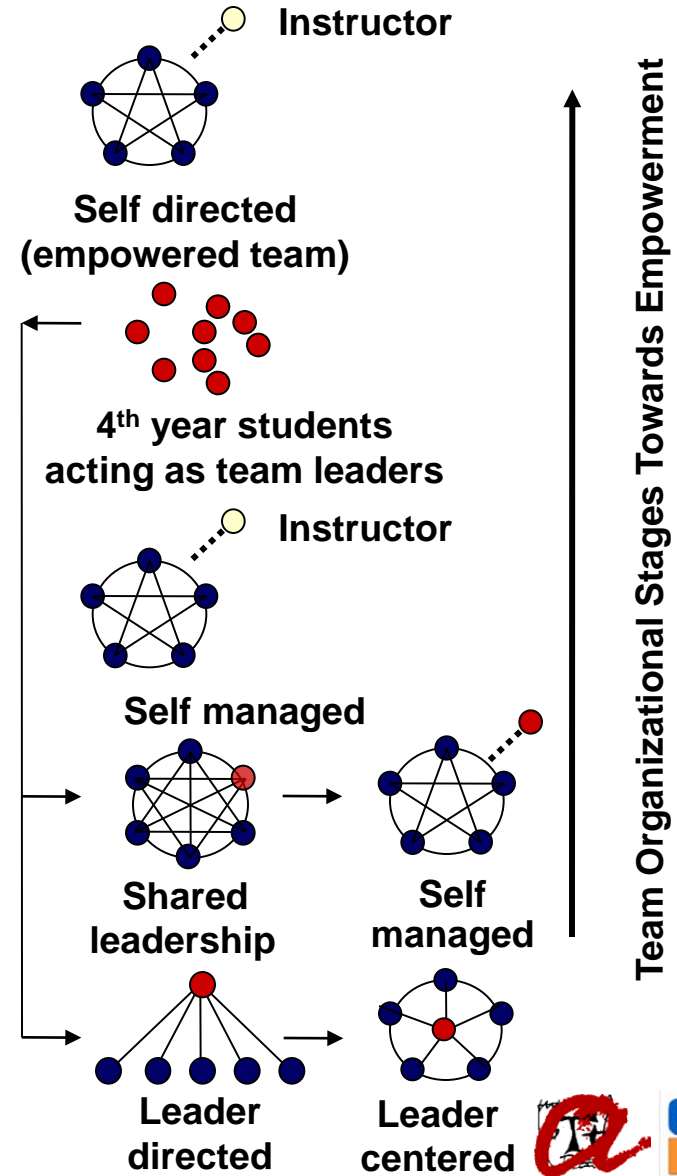 Instructor
Self directed
(empowered team)
4th year students
acting as team leaders
Instructor
Self managed
Shared
leadership
Self
managed
Leader
directed
Leader
centered
Team Organizational Stages Towards Empowerment